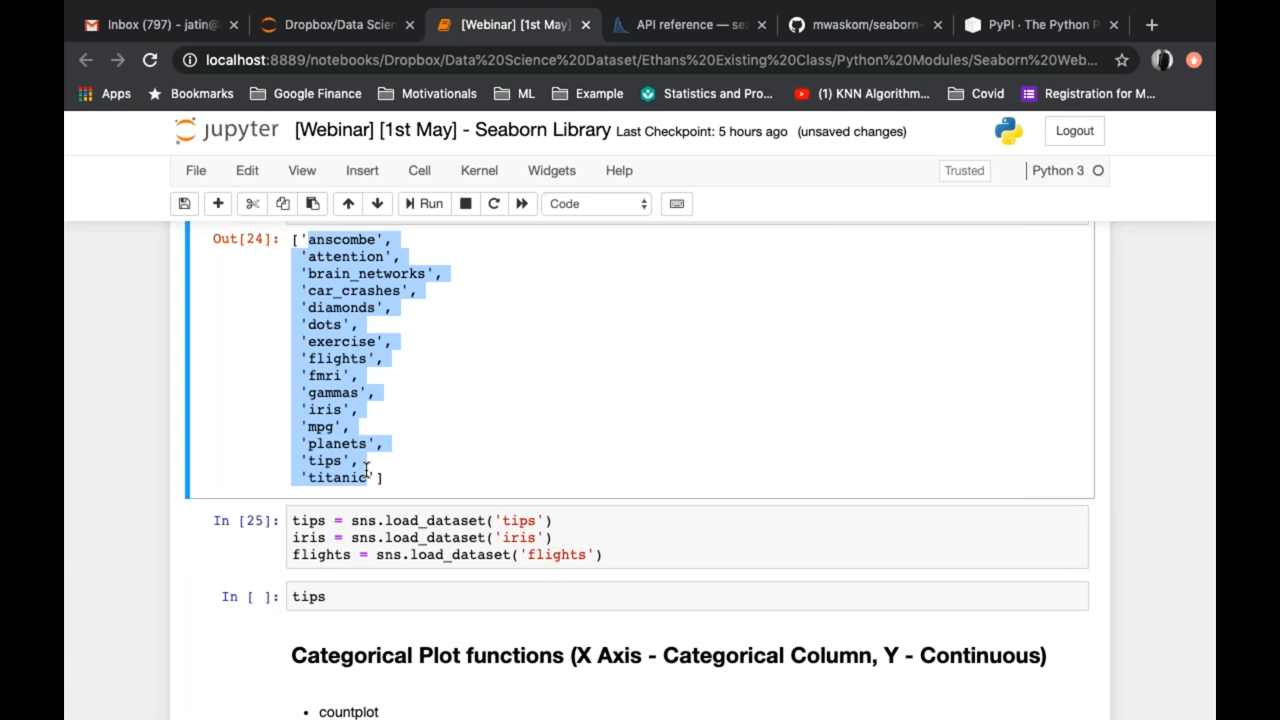 Inbox (797) - jatin@
Dropbox/Data Scien
[Webinar] [1st May]
API reference — sea
mwaskom/seaborn-
PyPI · The Python P
localhost:8889/notebooks/Dropbox/Data%20Science%20Dataset/Ethans%20Existing%20Class/Python%20Modules/Seaborn%20Web...
Apps Bookmarks Google Finance Motivationals ML Example Statistics and Pro... (1) KNN Algorithm... Covid Registration for M...
jupyter [Webinar] [1st May] - Seaborn Library Last Checkpoint: 5 hours ago (unsaved changes) Logout
File Edit View Insert Cell Kernel Widgets Help Trusted Python 3
Run Code
Out[24]: ['anscombe',
'attention',
'brain_networks',
'car_crashes',
'diamonds',
'dots',
'exercise',
'flights',
'fmri',
'gammas',
'iris',
'mpg',
'planets',
'tips',
'titanic']
In [25]: tips = sns.load_dataset('tips')
iris = sns.load_dataset('iris')
flights = sns.load_dataset('flights')
In [ ]: tips
Categorical Plot functions (X Axis - Categorical Column, Y - Continuous)
• countplot